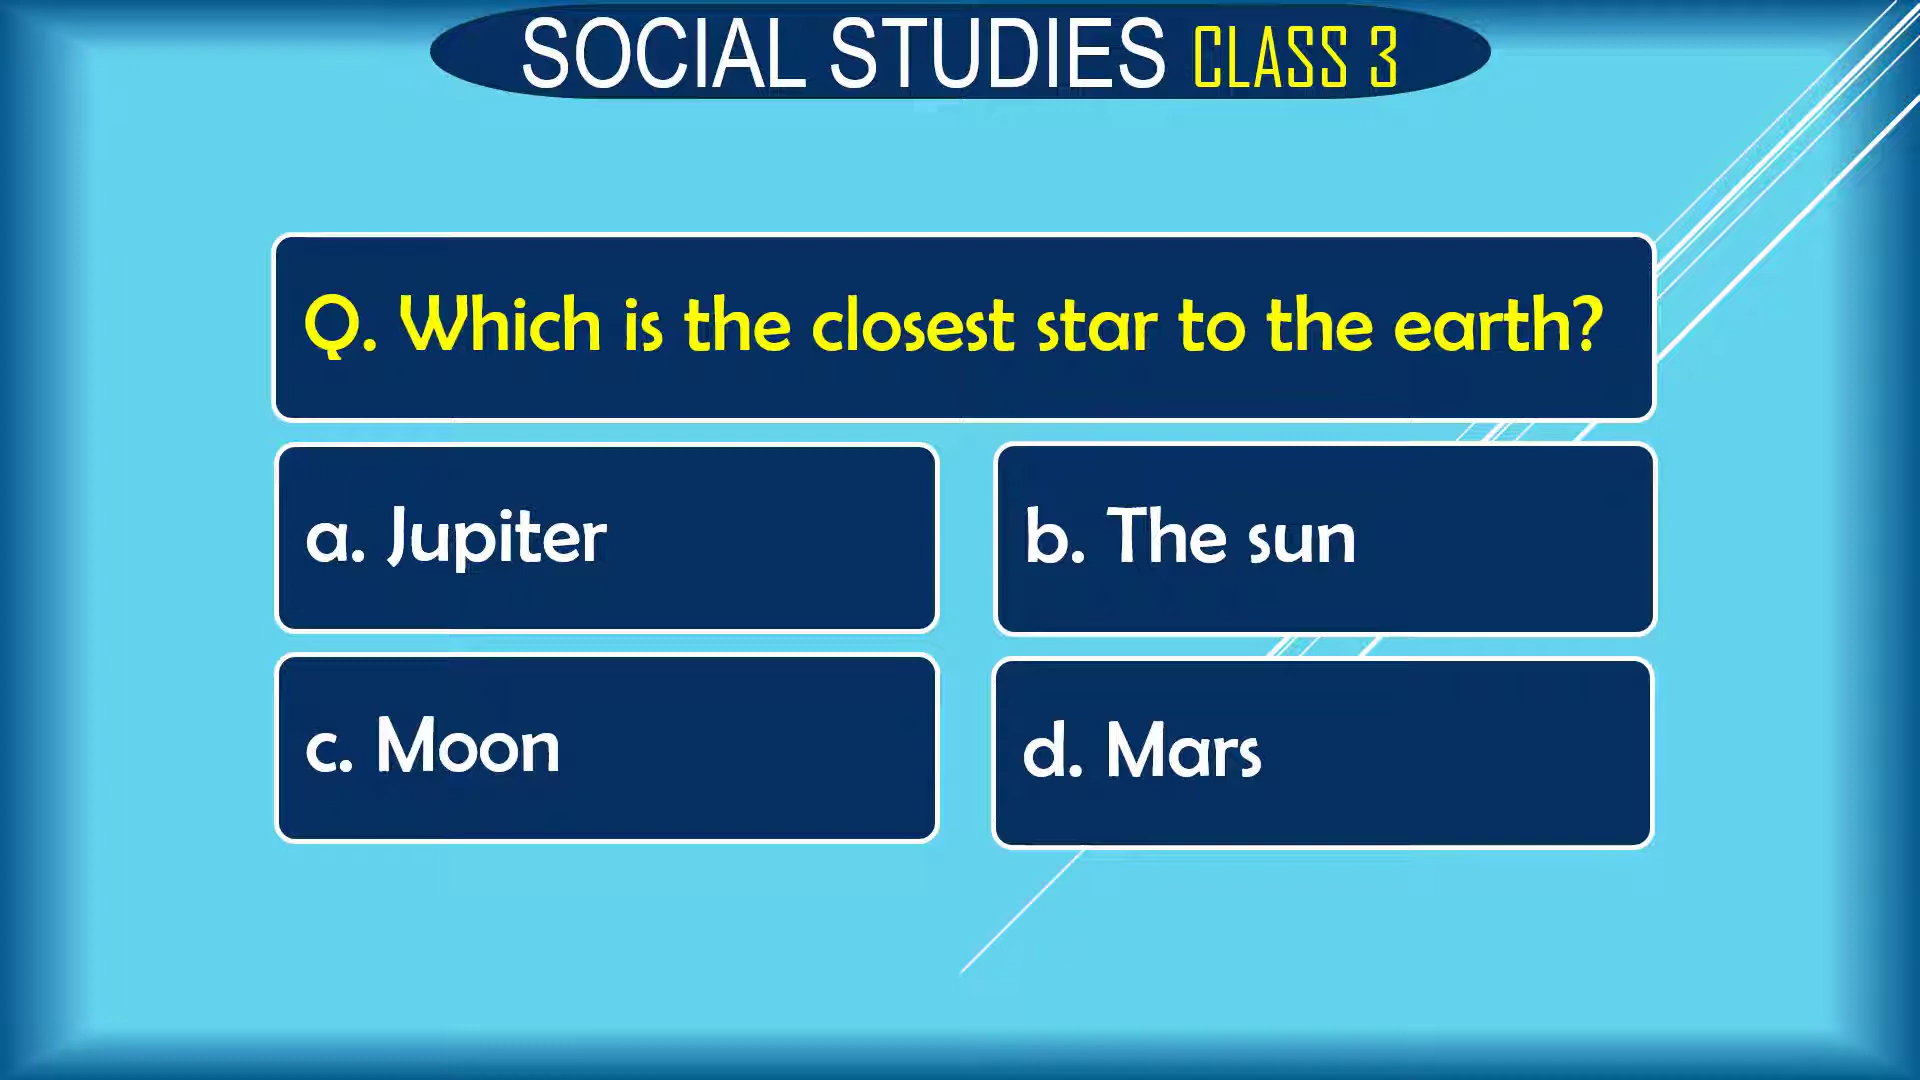 SOCIAL STUDIES CLASS 3
Q. Which is the closest star to the earth?
a. Jupiter
b. The sun
c. Moon
d. Mars